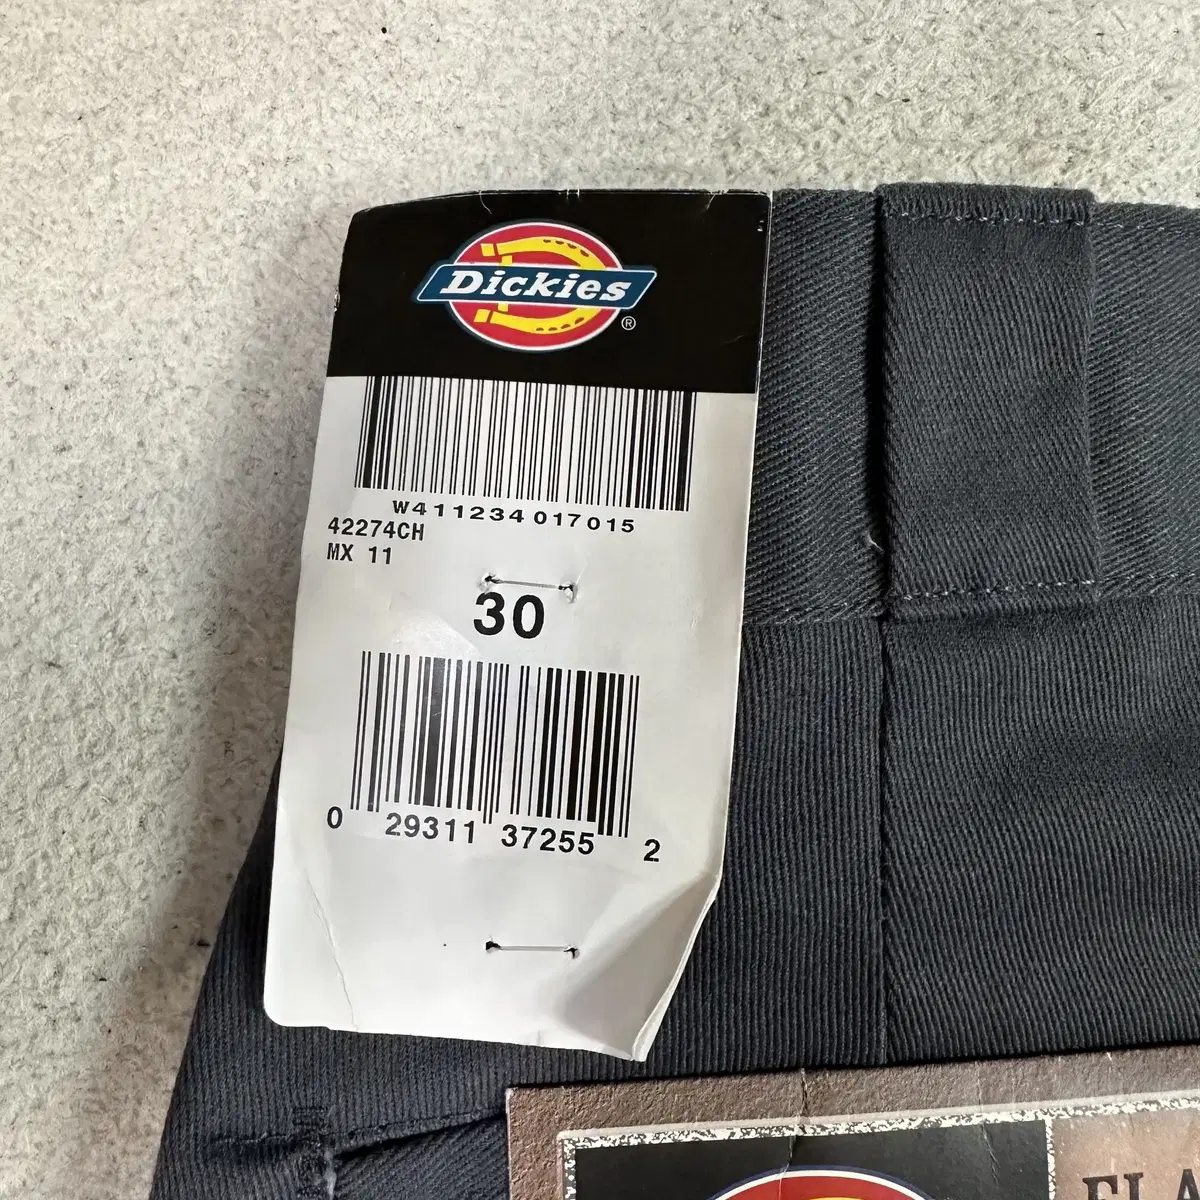 Dickies
®
W411234017015
42274CH
MX 11
30
0 29311 37255 2